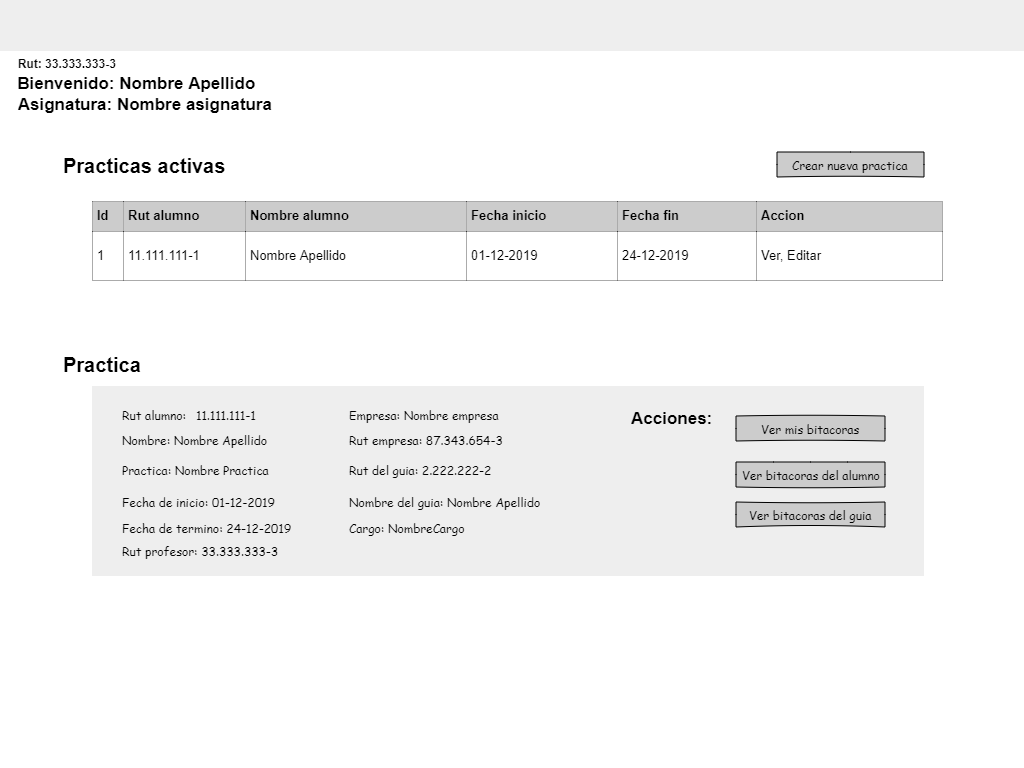 Rut: 33.333.333-3
Bienvenido: Nombre Apellido
Asignatura: Nombre asignatura
Practicas activas
Crear nueva practica
Id Rut alumno Nombre alumno Fecha inicio Fecha fin Accion
1 11.111.111-1 Nombre Apellido 01-12-2019 24-12-2019 Ver, Editar
Practica
Rut alumno: 11.111.111-1
Nombre: Nombre Apellido
Practica: Nombre Practica
Fecha de inicio: 01-12-2019
Fecha de termino: 24-12-2019
Rut profesor: 33.333.333-3
Empresa: Nombre empresa
Rut empresa: 87.343.654-3
Rut del guia: 2.222.222-2
Nombre del guia: Nombre Apellido
Cargo: NombreCargo
Acciones:
Ver mis bitacoras
Ver bitacoras del alumno
Ver bitacoras del guia